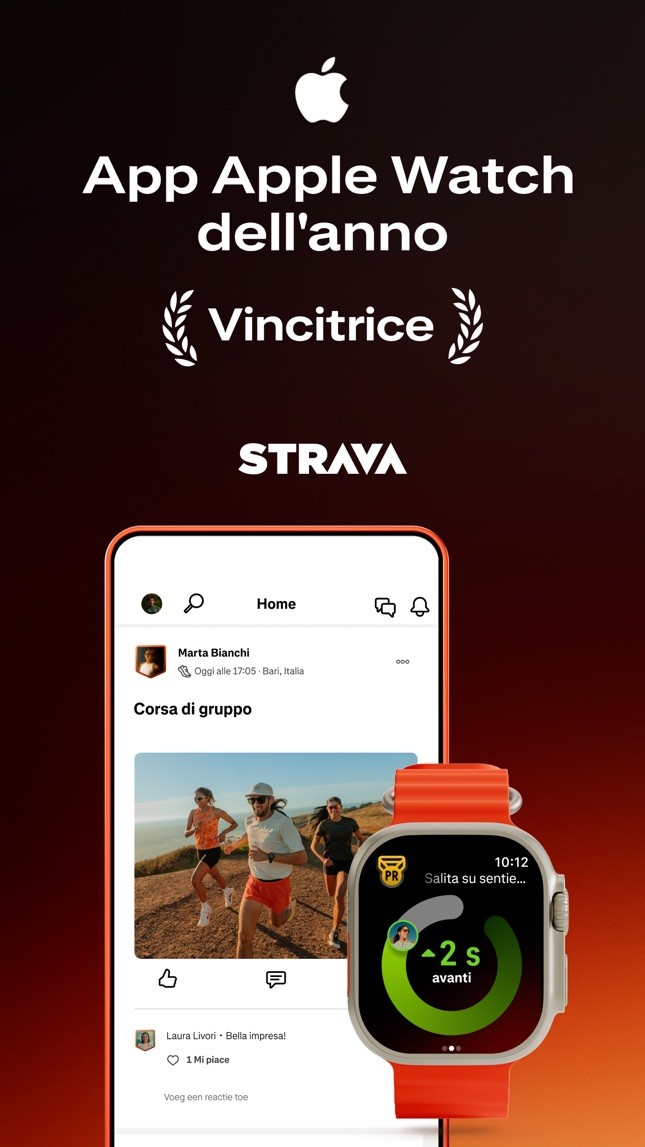 App Apple Watch
dell'anno
Vincitrice
STRAVA
Home
Marta Bianchi
Oggi alle 17:05 · Bari, Italia
Corsa di gruppo
PR
10:12
Salita su sentie...
2 s
avanti
Laura Livori • Bella impresa!
1 Mi piace
Voeg een reactie toe